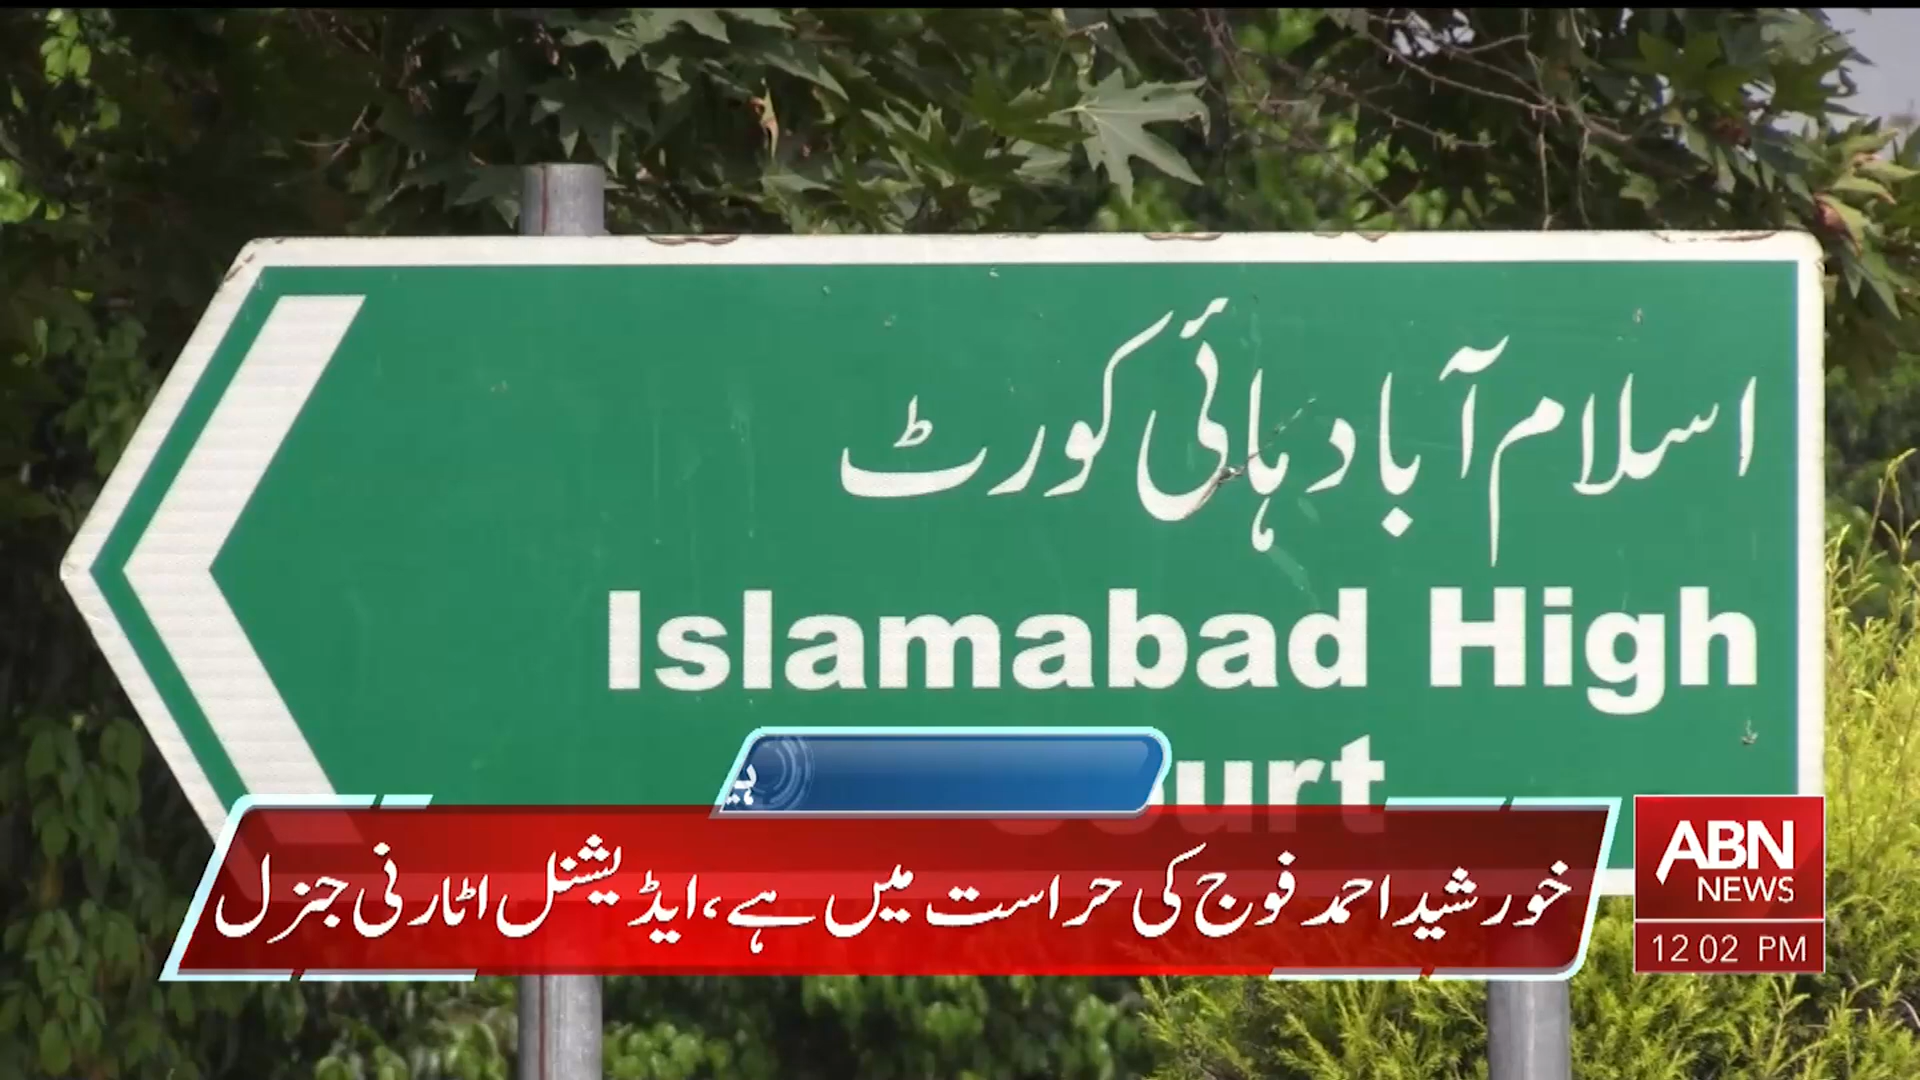 اسلام آباد ہائی کورٹ
Islamabad High
خورشید احمد فوج کی حراست میں ہے، ایڈیشنل اٹارنی جنرل
ABN
NEWS
12 02 PM